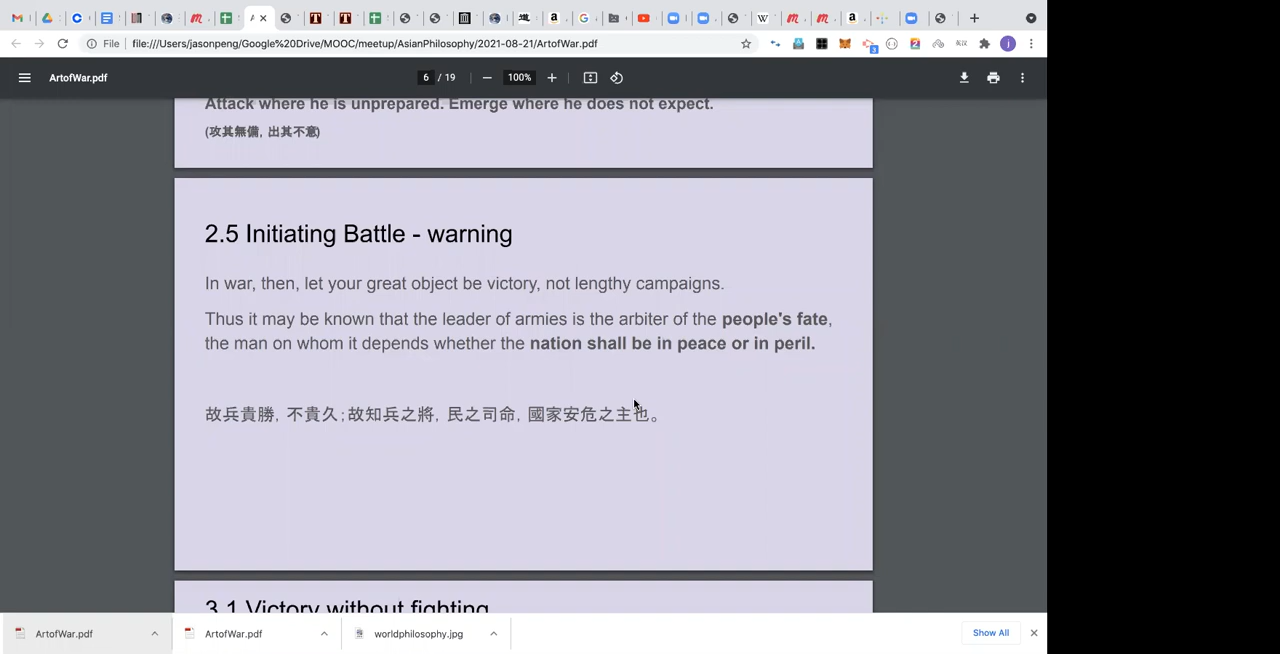 File
file:///Users/jasonpeng/Google%20Drive/MOOC/meetup/AsianPhilosophy/2021-08-21/ArtofWar.pdf
ArtofWar.pdf
6 / 19
100%
Attack where he is unprepared. Emerge where he does not expect.
(攻其無備, 出其不意)
2.5 Initiating Battle - warning
In war, then, let your great object be victory, not lengthy campaigns.
Thus it may be known that the leader of armies is the arbiter of the people's fate,
the man on whom it depends whether the nation shall be in peace or in peril.
故兵貴勝, 不貴久;故知兵之將, 民之司命, 國家安危之主也。
3.1 Victory without fighting
ArtofWar.pdf
ArtofWar.pdf
worldphilosophy.jpg
Show All